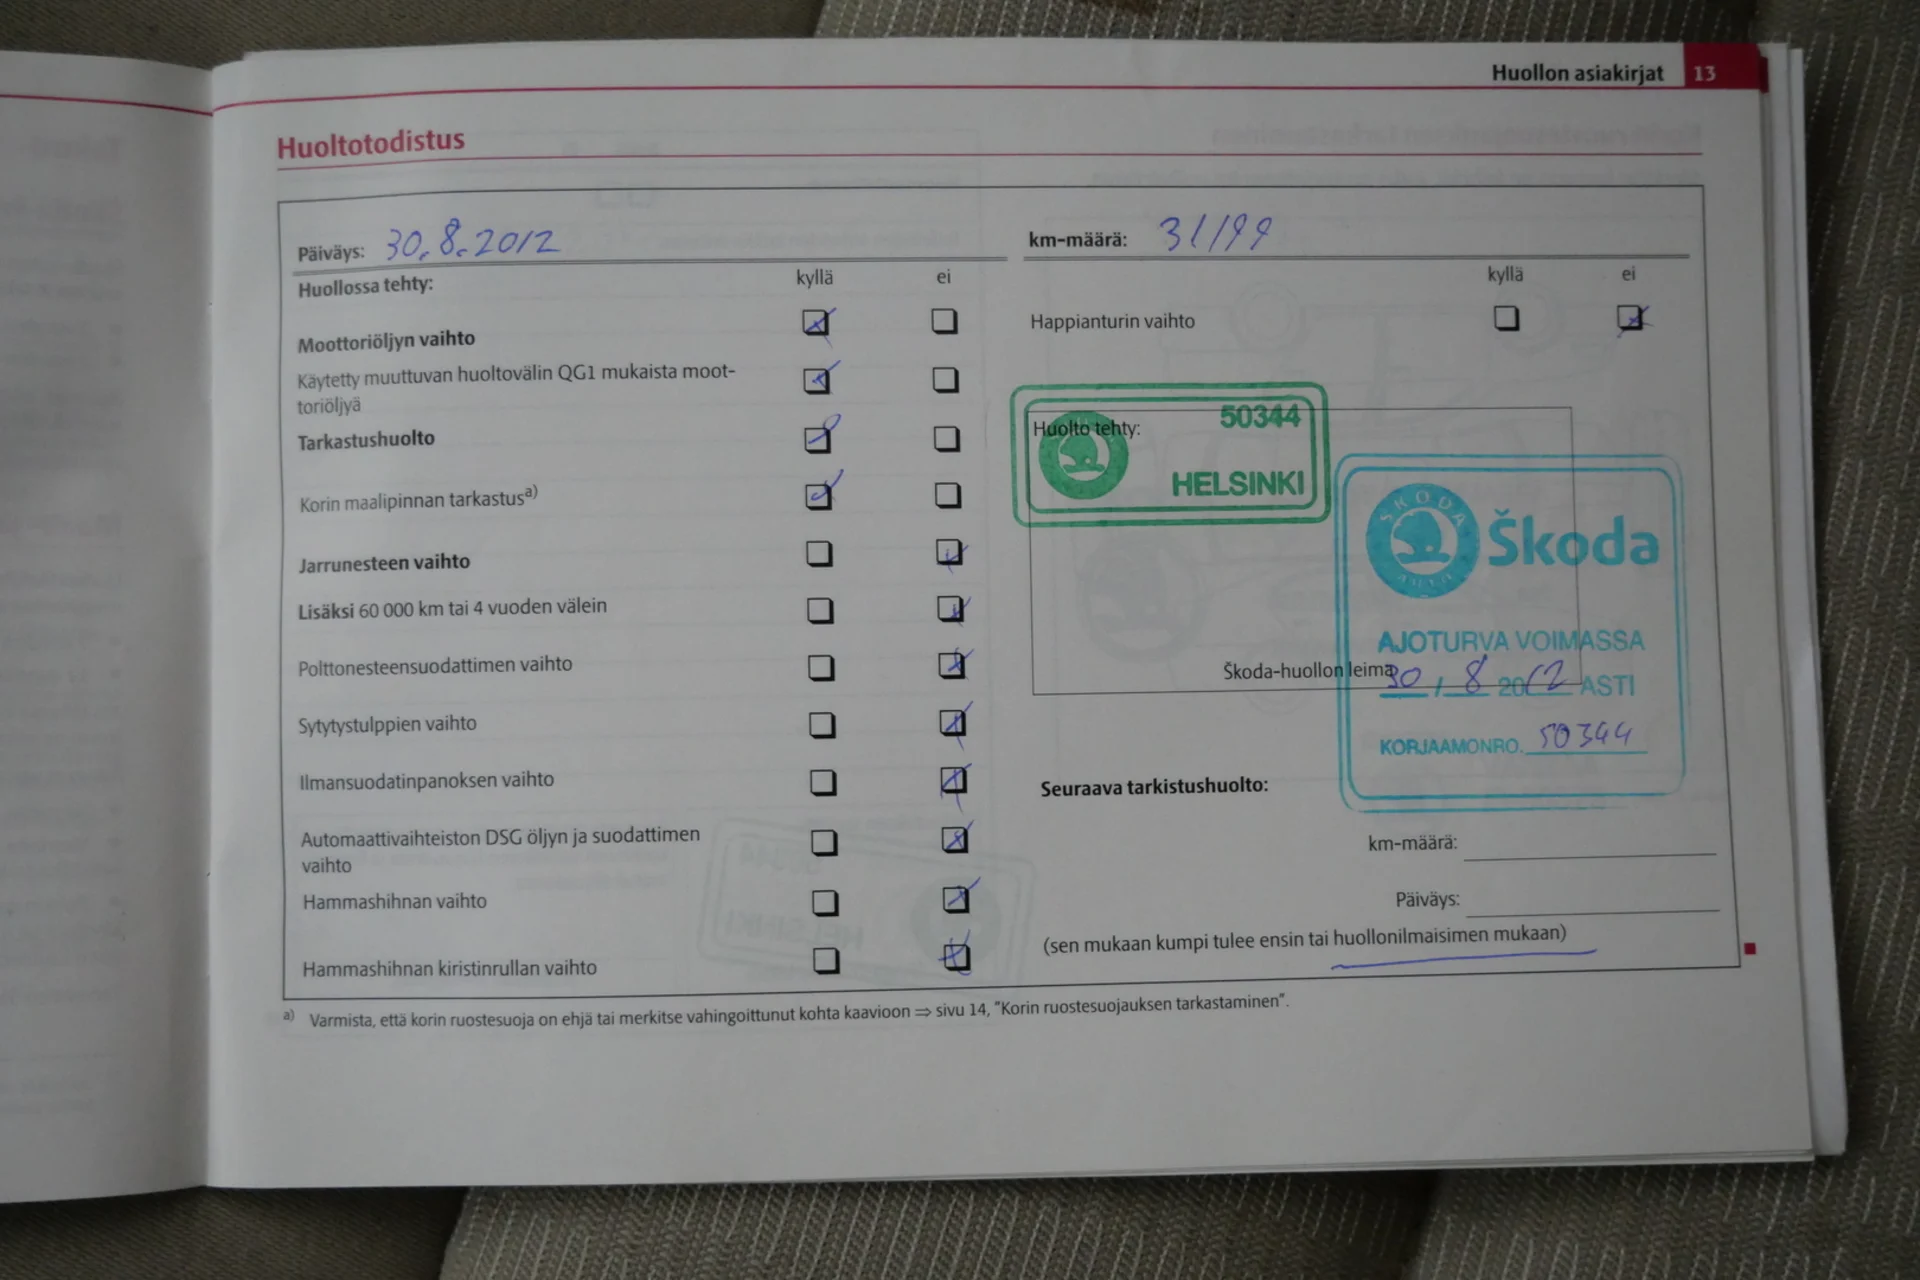 Huollon asiakirjat 13
Huoltotodistus
Päiväys: 30.8.2012
km-määrä: 31199
Huollossa tehty: kyllä ei
kyllä ei
Moottoriöljyn vaihto
Happianturin vaihto
Käytetty muuttuvan huoltovälin QG1 mukaista moot-
toriöljyä
Tarkastushuolto
Korin maalipinnan tarkastus a)
Jarrunesteen vaihto
Lisäksi 60 000 km tai 4 vuoden välein
Polttonesteensuodattimen vaihto
Sytytystulppien vaihto
Ilmansuodatinpanoksen vaihto
Automaattivaihteiston DSG öljyn ja suodattimen
vaihto
Hammashihnan vaihto
Hammashihnan kiristinrullan vaihto
Huolto tehty:
50344
HELSINKI
Škoda-huollon leima
SKODA
AUTO
Škoda
AJOTURVA VOIMASSA
30 / 8 2012 ASTI
KORJAAMONRO. 50344
Seuraava tarkistushuolto:
km-määrä:
Päiväys:
(sen mukaan kumpi tulee ensin tai huollonilmaisimen mukaan)
a) Varmista, että korin ruostesuoja on ehjä tai merkitse vahingoittunut kohta kaavioon ⇒ sivu 14, "Korin ruostesuojauksen tarkastaminen".